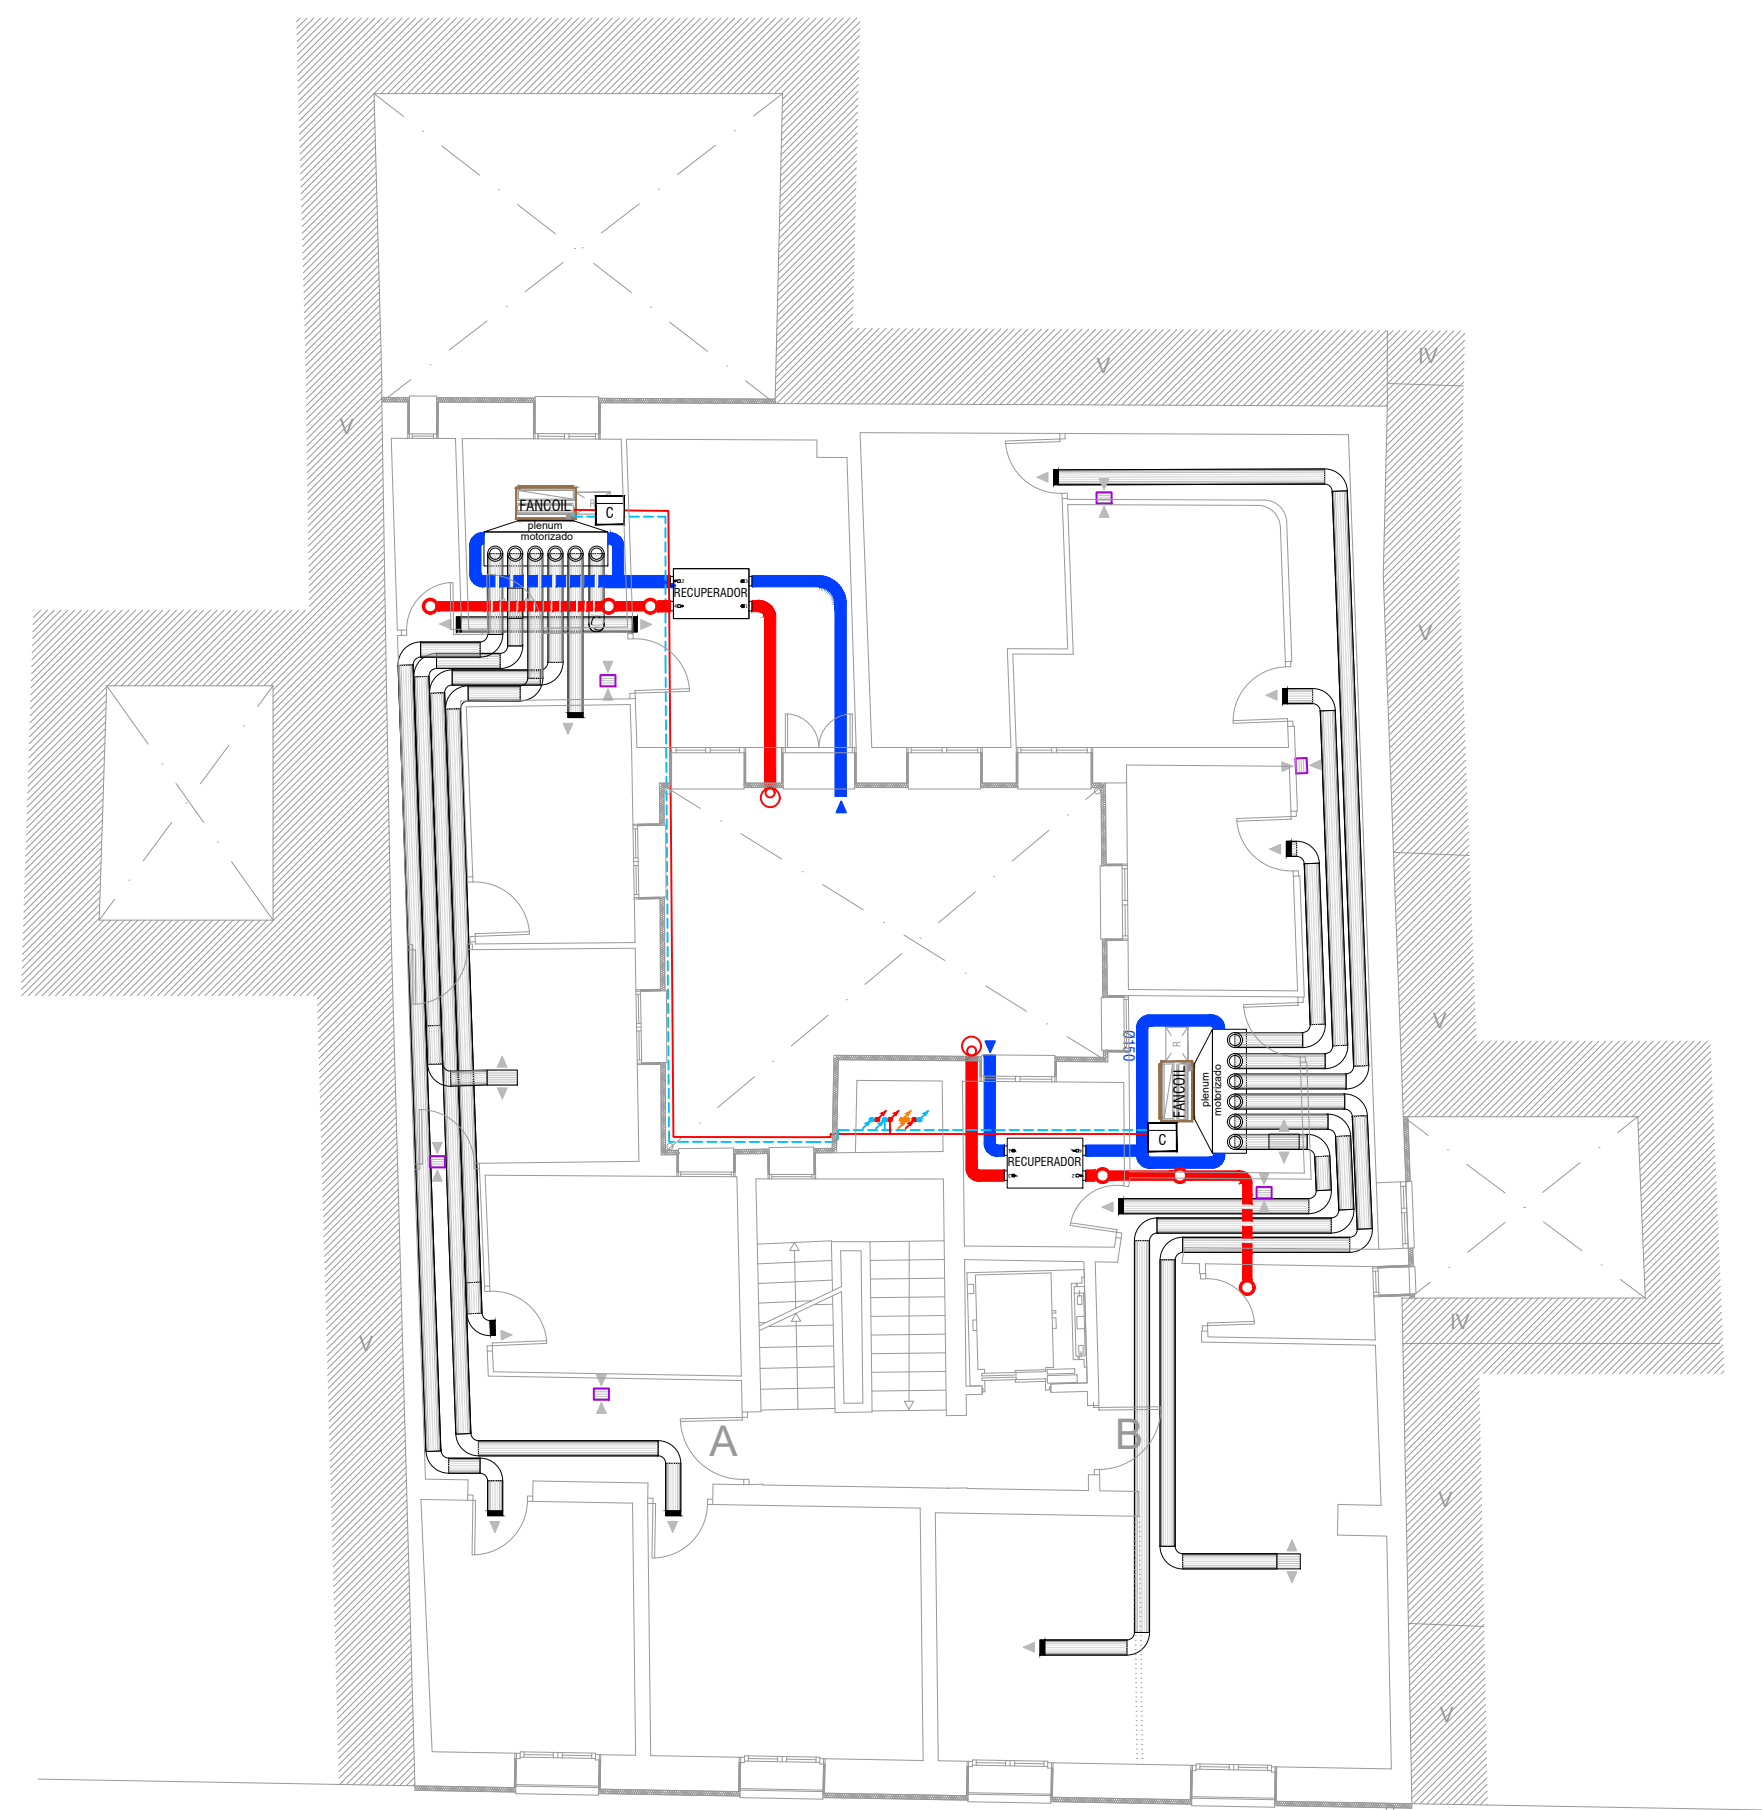 IV
V
V
FANCOIL
R
C
plenum
motorizado
RECUPERADOR
V
V
Ø150
R
FANCOIL
plenum
motorizado
C
RECUPERADOR
IV
V
A
B
V
V